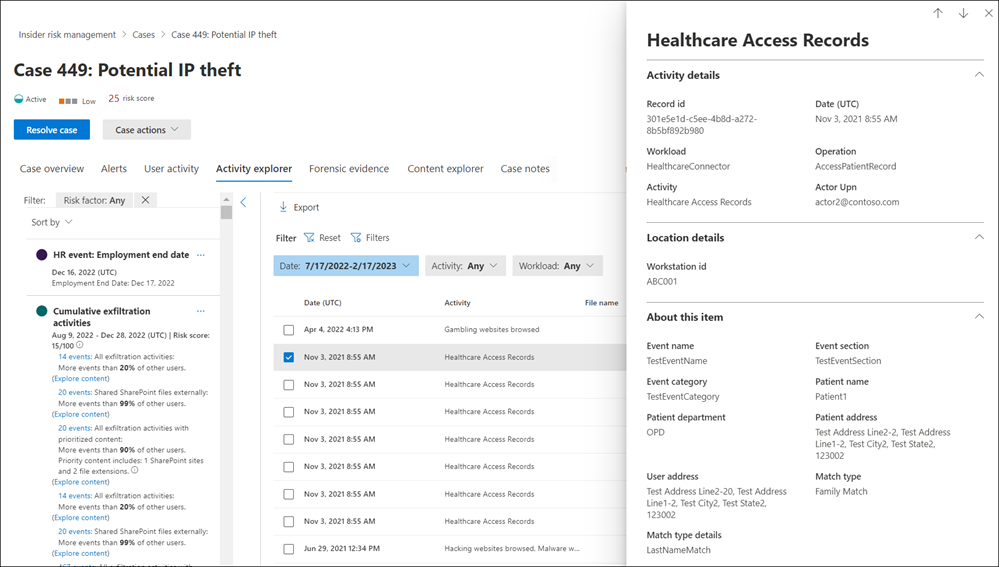 Insider risk management > Cases > Case 449: Potential IP theft
Case 449: Potential IP theft
Active Low 25 risk score
Resolve case Case actions
Case overview Alerts User activity Activity explorer Forensic evidence Content explorer Case notes
Filter: Risk factor: Any
Sort by
HR event: Employment end date ...
Dec 16, 2022 (UTC)
Employment End Date: Dec 17, 2022
Cumulative exfiltration ...
activities
Aug 9, 2022 - Dec 28, 2022 (UTC) | Risk score:
15/100
14 events: All exfiltration activities:
More events than 20% of other users.
(Explore content)
20 events: Shared SharePoint files externally:
More events than 99% of other users.
(Explore content)
20 events: All exfiltration activities with
prioritized content:
More events than 90% of other users.
Priority content includes: 1 SharePoint sites
and 2 file extensions.
(Explore content)
14 events: All exfiltration activities:
More events than 20% of other users.
(Explore content)
20 events: Shared SharePoint files externally:
More events than 99% of other users.
(Explore content)
467 events: All exfiltration activities with
Export
Filter Reset Filters
Date: 7/17/2022-2/17/2023 Activity: Any Workload: Any
Date (UTC) Activity File name
Apr 4, 2022 4:13 PM Gambling websites browsed
Nov 3, 2021 8:55 AM Healthcare Access Records
Nov 3, 2021 8:55 AM Healthcare Access Records
Nov 3, 2021 8:55 AM Healthcare Access Records
Nov 3, 2021 8:55 AM Healthcare Access Records
Nov 3, 2021 8:55 AM Healthcare Access Records
Nov 3, 2021 8:55 AM Healthcare Access Records
Nov 3, 2021 8:55 AM Healthcare Access Records
Jun 29, 2021 12:34 PM Hacking websites browsed, Malware w...
Healthcare Access Records
Activity details
Record id Date (UTC)
301e5e1d-c5ee-4b8d-a272- Nov 3, 2021 8:55 AM
8b5bf892b980
Workload Operation
HealthcareConnector AccessPatientRecord
Activity Actor Upn
Healthcare Access Records actor2@contoso.com
Location details
Workstation id
ABC001
About this item
Event name Event section
TestEventName TestEventSection
Event category Patient name
TestEventCategory Patient1
Patient department Patient address
OPD Test Address Line2-2, Test Address
Line1-2, Test City2, Test State2,
123002
User address Match type
Test Address Line2-20, Test Address Family Match
Line1-2, Test City2, Test State2,
123002
Match type details
LastNameMatch